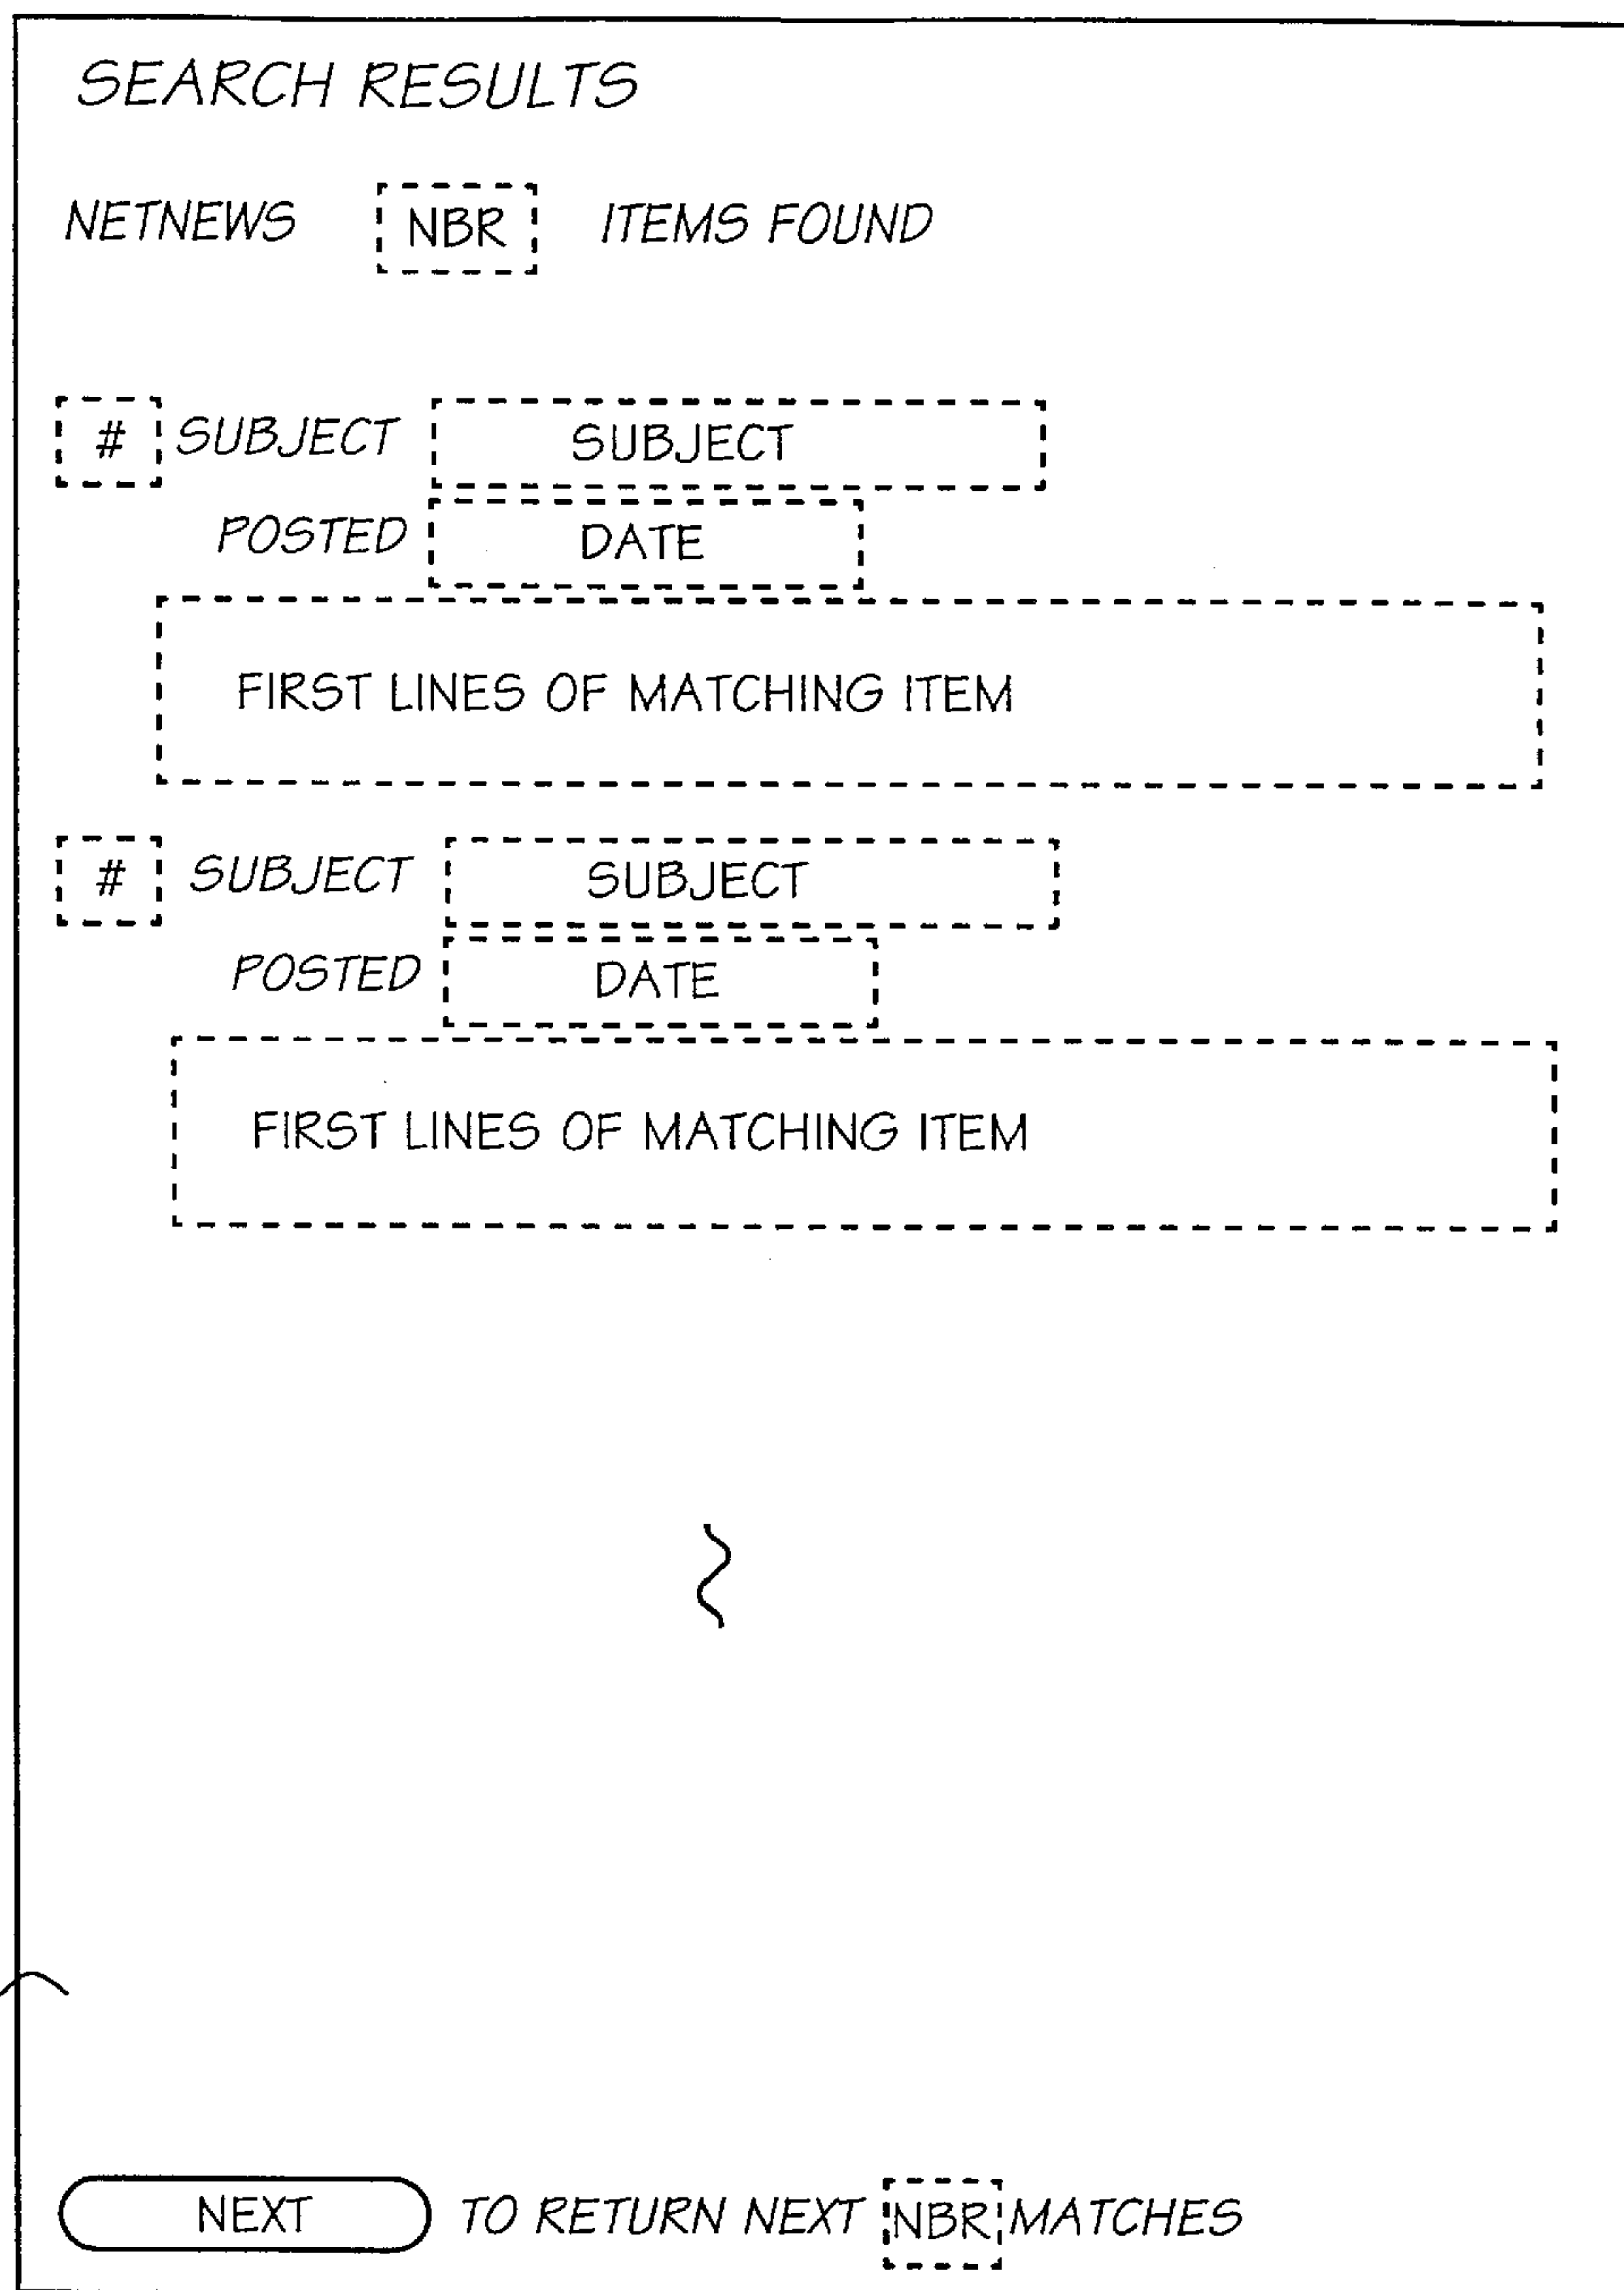 SEARCH RESULTS
NETNEWS NBR ITEMS FOUND
# SUBJECT SUBJECT
POSTED DATE
FIRST LINES OF MATCHING ITEM
# SUBJECT SUBJECT
POSTED DATE
FIRST LINES OF MATCHING ITEM
NEXT TO RETURN NEXT NBR MATCHES